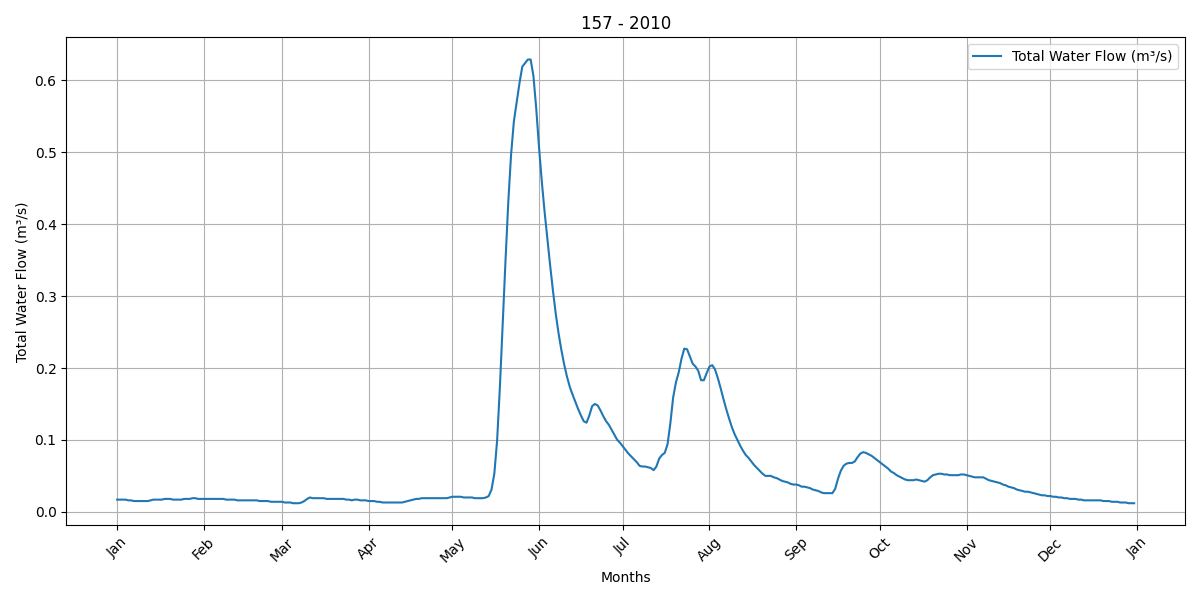 157 - 2010
Total Water Flow (m³/s)
Total Water Flow (m³/s)
0.6
0.5
0.4
0.3
0.2
0.1
0.0
Jan Feb Mar Apr May Jun Jul Aug Sep Oct Nov Dec Jan
Months